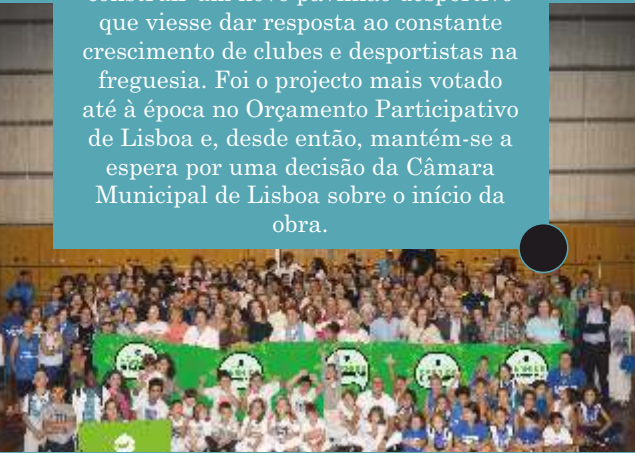 que viesse dar resposta ao constante
crescimento de clubes e desportistas na
freguesia. Foi o projecto mais votado
até à época no Orçamento Participativo
de Lisboa e, desde então, mantém-se a
espera por uma decisão da Câmara
Municipal de Lisboa sobre o início da
obra.